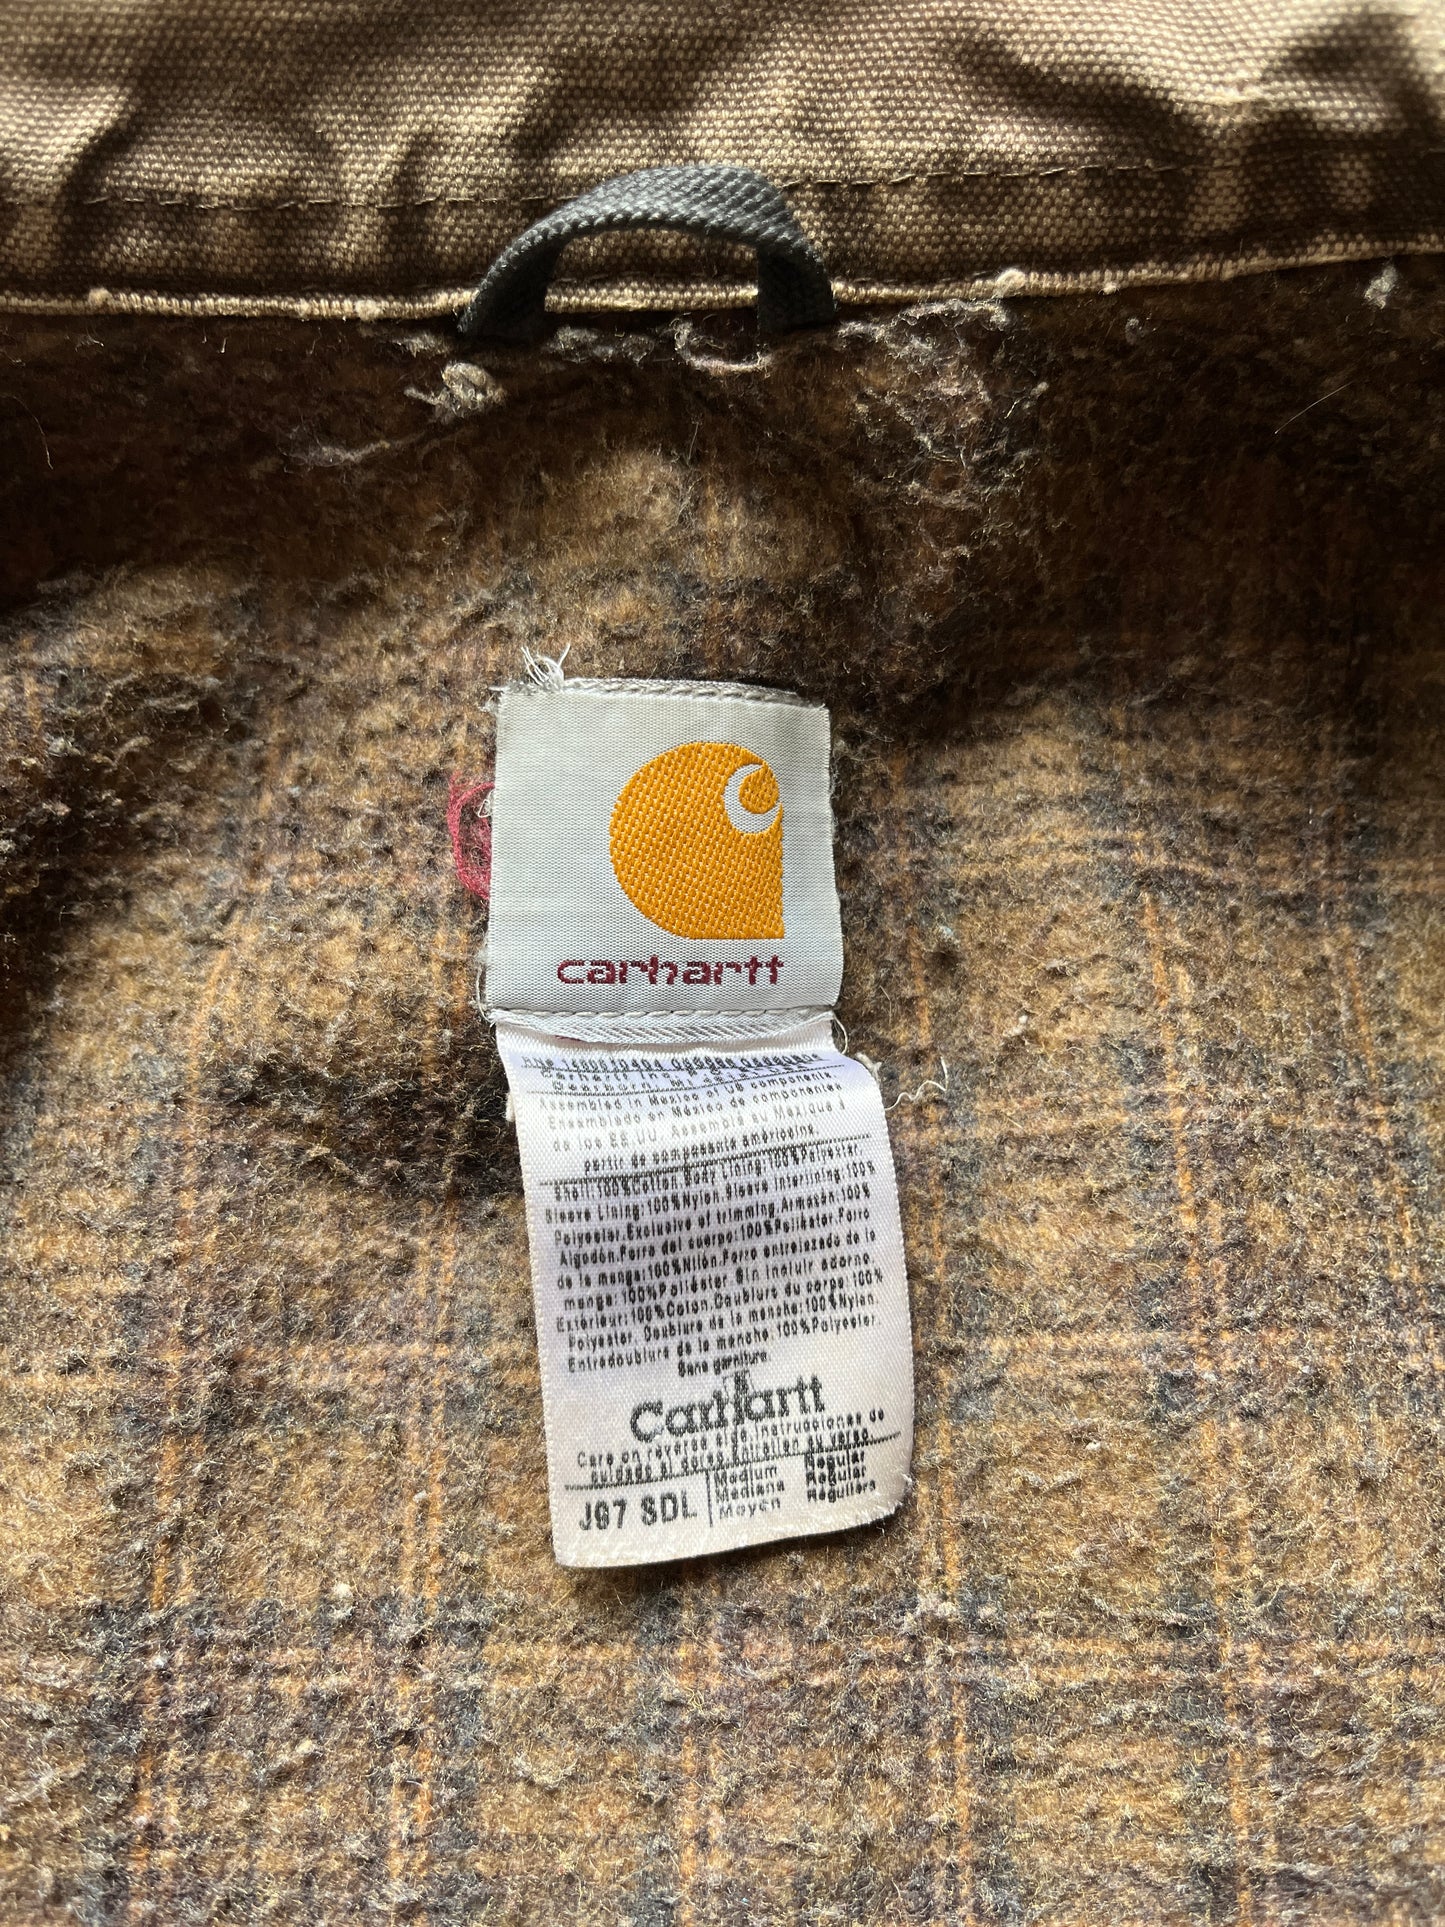 carhartt
Carhartt, Inc.
Dearborn, MI
Assembled in Mexico of US components.
Ensamblado en México de componentes
de los EE.UU. Assemblé au Mexique à
partir de composants américains.
Shell:100%Cotton.Body Lining:100%Polyester.
Sleeve Lining:100%Nylon.Sleeve Interlining:100%
Polyester.Exclusive of trimming.Armazón:100%
Algodón.Forro del cuerpo:100%Poliéster.Forro
de la manga:100%Nilón.Forro entrelazado de la
manga:100%Poliéster.Sin incluir adorno.
Extérieur:100%Coton.Doublure du corps:100%
Polyester. Doublure de la manche:100%Nylon.
Entredoublure de la manche:100%Polyester.
Sans garniture.
Carhartt
Care on reverse side Instrucciones de
cuidado al dorso Entretien au verso.
J97 SDL Medium Regular
Mediana Regular
Moyen Réguliers